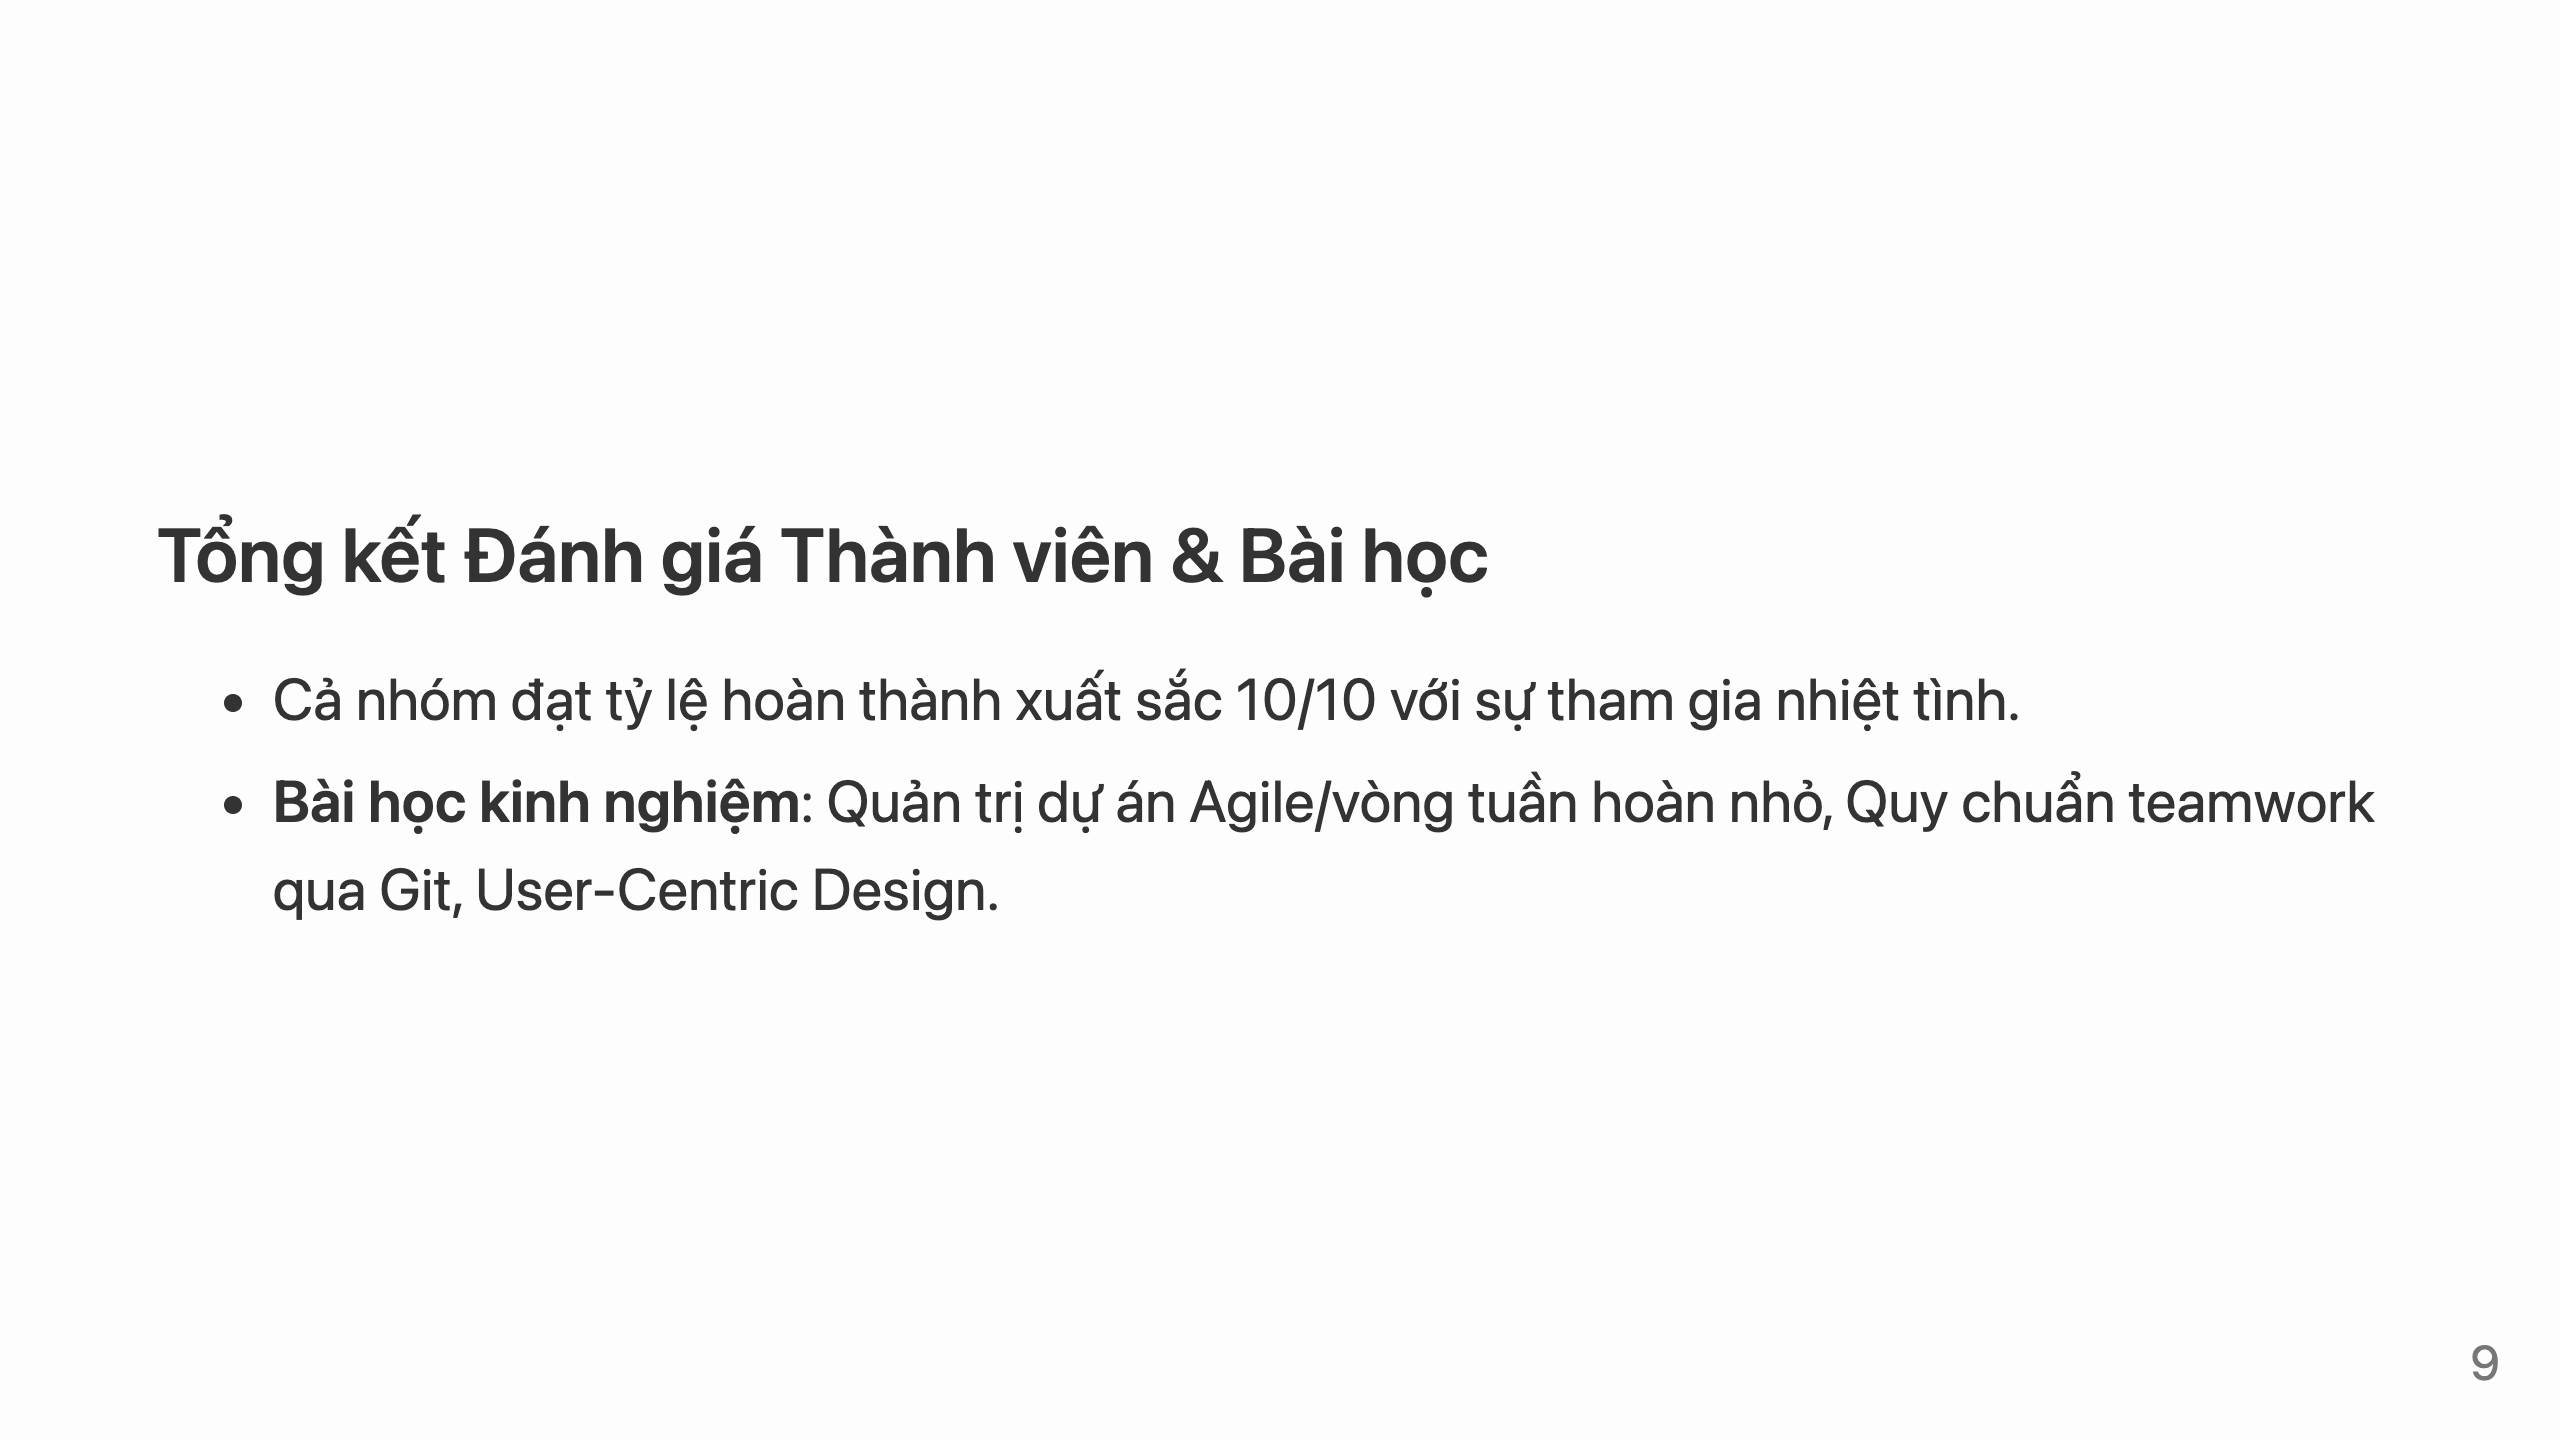 Tổng kết Đánh giá Thành viên & Bài học
• Cả nhóm đạt tỷ lệ hoàn thành xuất sắc 10/10 với sự tham gia nhiệt tình.
• Bài học kinh nghiệm: Quản trị dự án Agile/vòng tuần hoàn nhỏ, Quy chuẩn teamwork
qua Git, User-Centric Design.
9